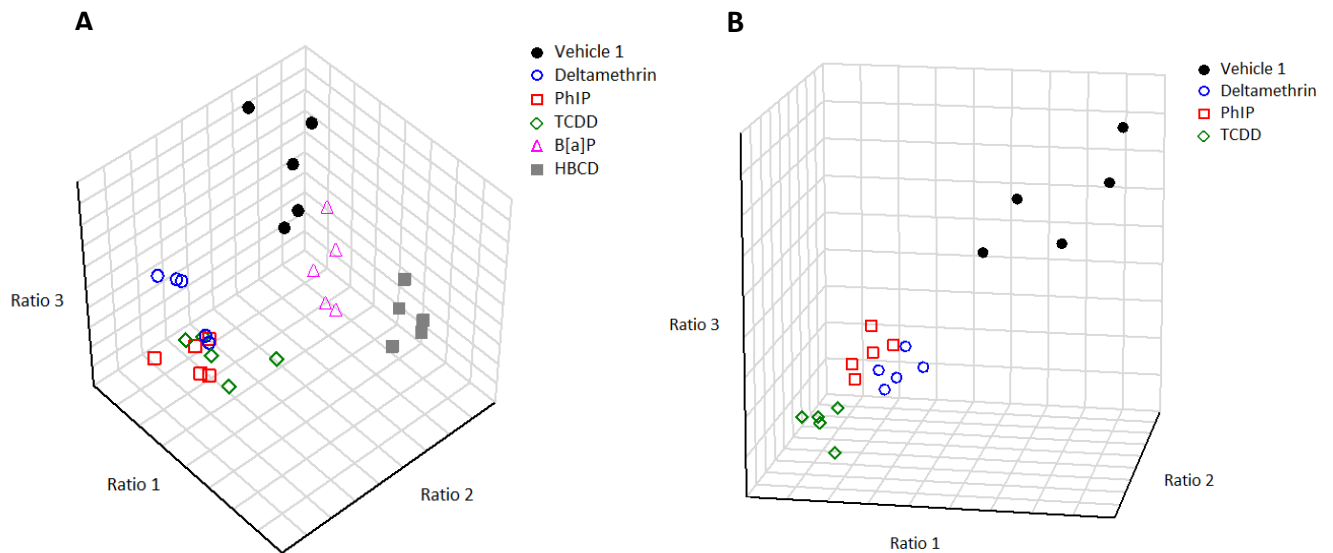 A
Vehicle 1
Deltamethrin
PhIP
TCDD
B[a]P
HBCD
Ratio 3
Ratio 1
Ratio 2
B
Vehicle 1
Deltamethrin
PhIP
TCDD
Ratio 3
Ratio 2
Ratio 1